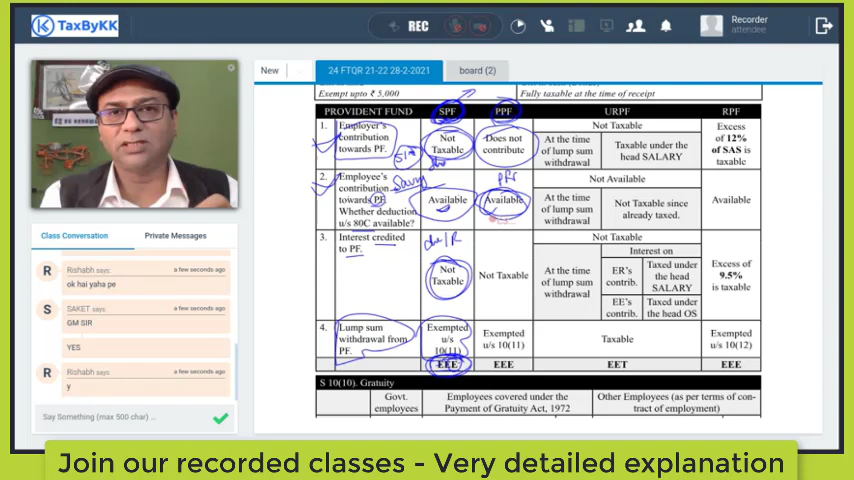 TaxByKK
REC
Recorder
attendee
New
24 FTQR 21-22 28-2-2021
board (2)
Class Conversation
Private Messages
R
Rishabh says:
a few seconds ago
ok hai yaha pe
S
SAKET says:
a few seconds ago
GM SIR
YES
R
Rishabh says:
a few seconds ago
y
Say Something (max 500 char) ...
Exempt upto ₹ 5,000
Fully taxable at the time of receipt
PROVIDENT FUND
SPF
PPF
URPF
RPF
1.
Employer's
contribution
towards PF.
Not
Taxable
Does not
contribute
Not Taxable
At the time
of lump sum
withdrawal
Taxable under the
head SALARY
Excess
of 12%
of SAS is
taxable
2.
Employee's
contribution
towards PF.
Whether deduction
u/s 80C available?
Available
Available
Not Available
At the time
of lump sum
withdrawal
Not Taxable since
already taxed.
Available
3.
Interest credited
to PF.
Not
Taxable
Not Taxable
Not Taxable
At the time
of lump sum
withdrawal
Interest on
ER's
contrib.
Taxed under
the head
SALARY
EE's
contrib.
Taxed under
the head OS
Excess of
9.5%
is taxable
4.
Lump sum
withdrawal from
PF.
Exempted
u/s
10(11)
Exempted
u/s 10(11)
Taxable
Exempted
u/s 10(12)
EEE
EEE
EET
EEE
S 10(10). Gratuity
Govt.
employees
Employees covered under the
Payment of Gratuity Act, 1972
Other Employees (as per terms of con-
tract of employment)
Join our recorded classes - Very detailed explanation